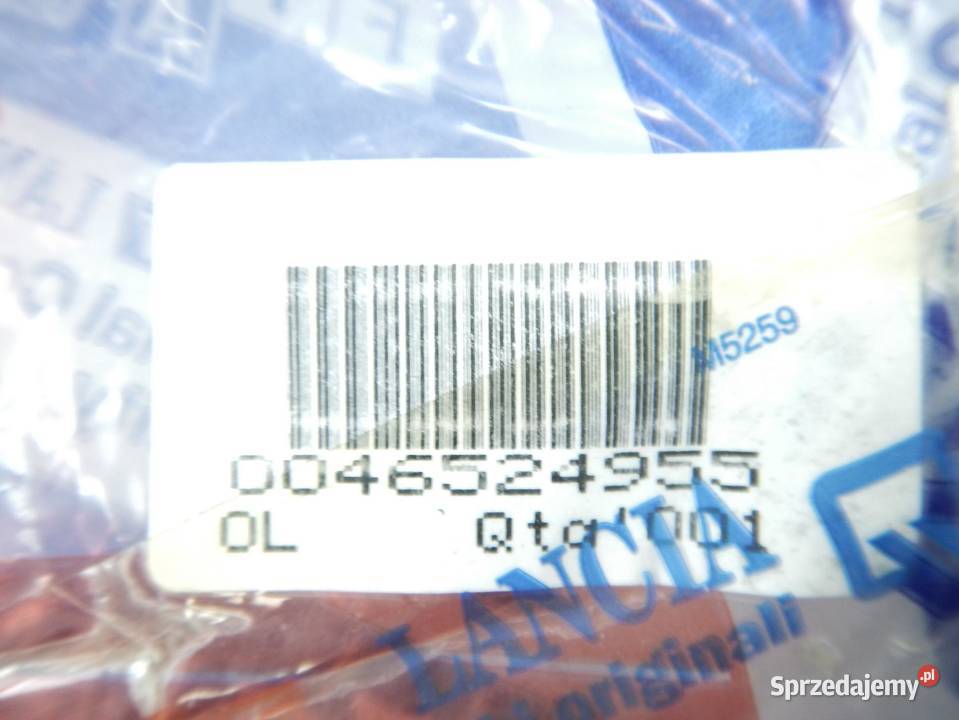 M5259
0046524955
OL Qta'001
LANCIA
originali
Sprzedajemy.pl